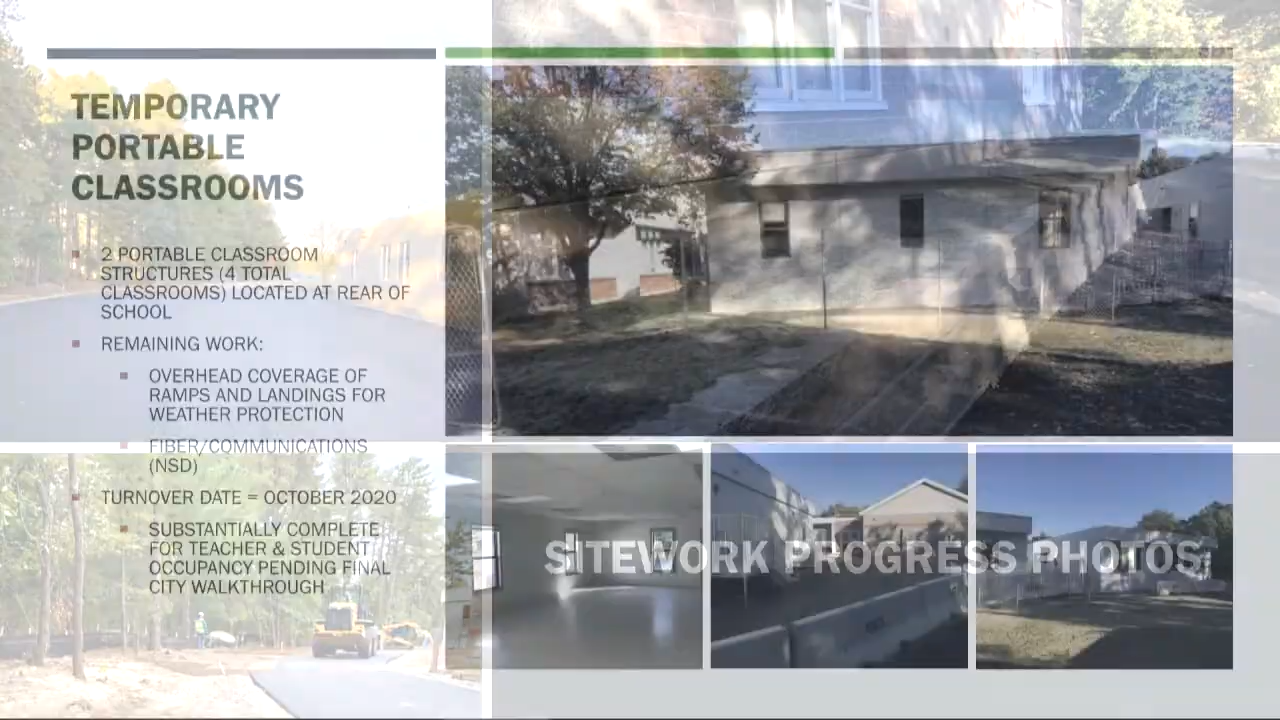 TEMPORARY
PORTABLE
CLASSROOMS
2 PORTABLE CLASSROOM
STRUCTURES (4 TOTAL
CLASSROOMS) LOCATED AT REAR OF
SCHOOL
REMAINING WORK:
OVERHEAD COVERAGE OF
RAMPS AND LANDINGS FOR
WEATHER PROTECTION
FIBER/COMMUNICATIONS
(NSD)
TURNOVER DATE = OCTOBER 2020
SUBSTANTIALLY COMPLETE
FOR TEACHER & STUDENT
OCCUPANCY PENDING FINAL
CITY WALKTHROUGH
SITEWORK PROGRESS PHOTOS